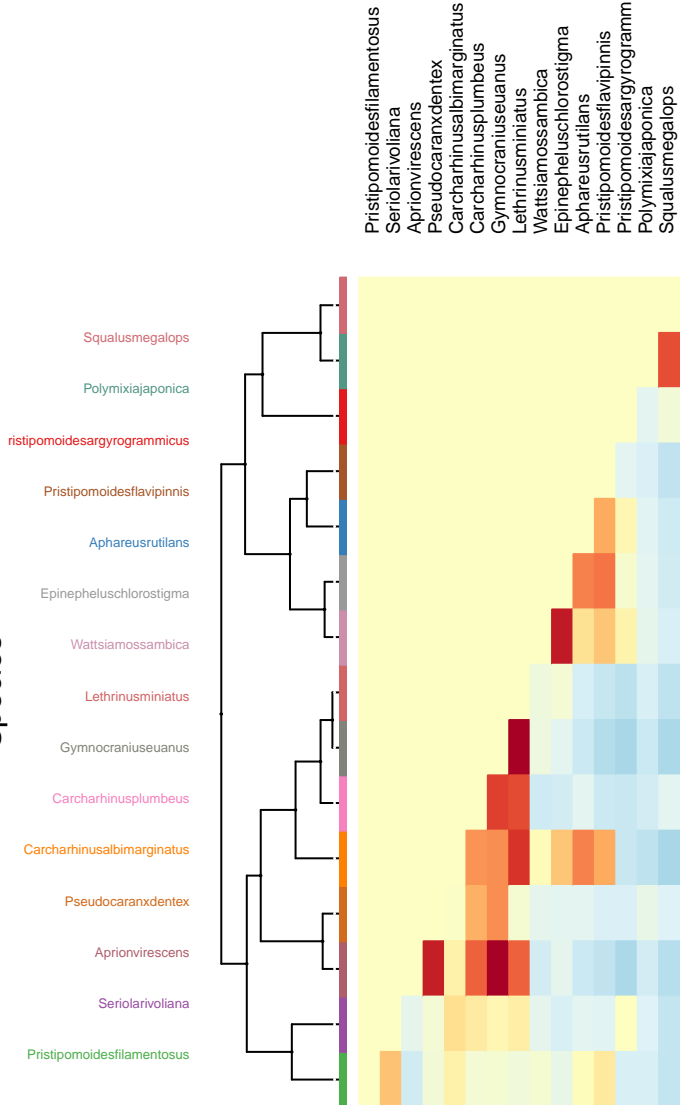 Pristipomoidesfilamentosus
Seriolarivoliana
Aprionvirescens
Pseudocaranxdentex
Carcharhinusalbimarginatus
Carcharhinusplumbeus
Gymnocraniuseuanus
Lethrinusminiatus
Wattsiamossambica
Epinepheluschlorostigma
Aphareusrutilans
Pristipomoidesflavipinnis
Pristipomoidesargyrogramm
Polymixiajaponica
Squalusmegalops
Squalusmegalops
Polymixiajaponica
ristipomoidesargyrogrammicus
Pristipomoidesflavipinnis
Aphareusrutilans
Epinepheluschlorostigma
Wattsiamossambica
Lethrinusminiatus
Gymnocraniuseuanus
Carcharhinusplumbeus
Carcharhinusalbimarginatus
Pseudocaranxdentex
Aprionvirescens
Seriolarivoliana
Pristipomoidesfilamentosus